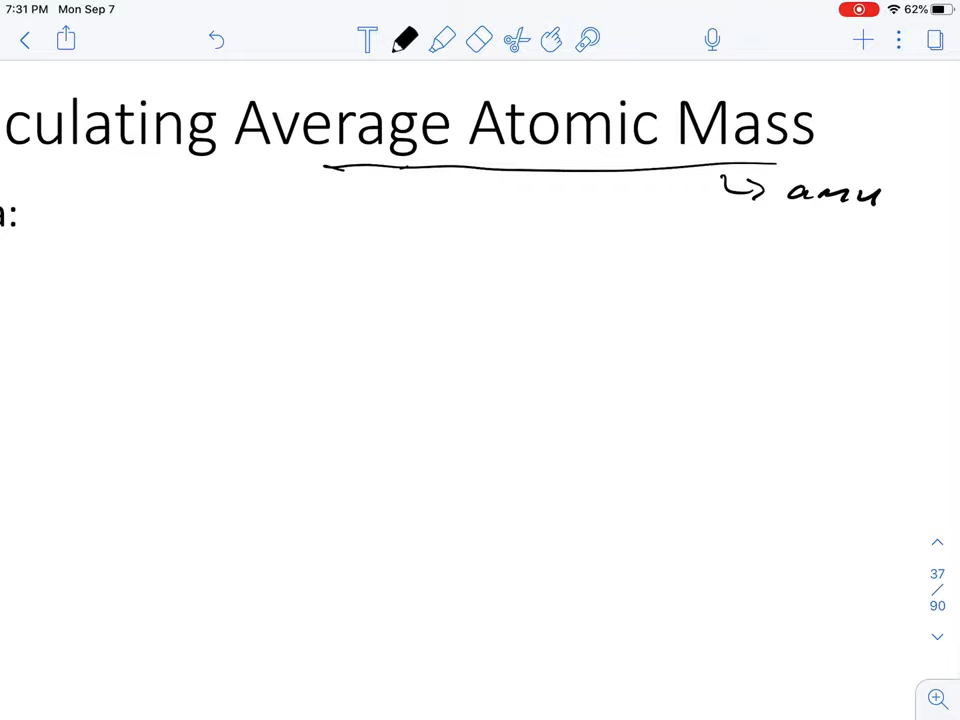 7:31 PM Mon Sep 7
62%
T
culating Average Atomic Mass
amu
a:
37
/
90